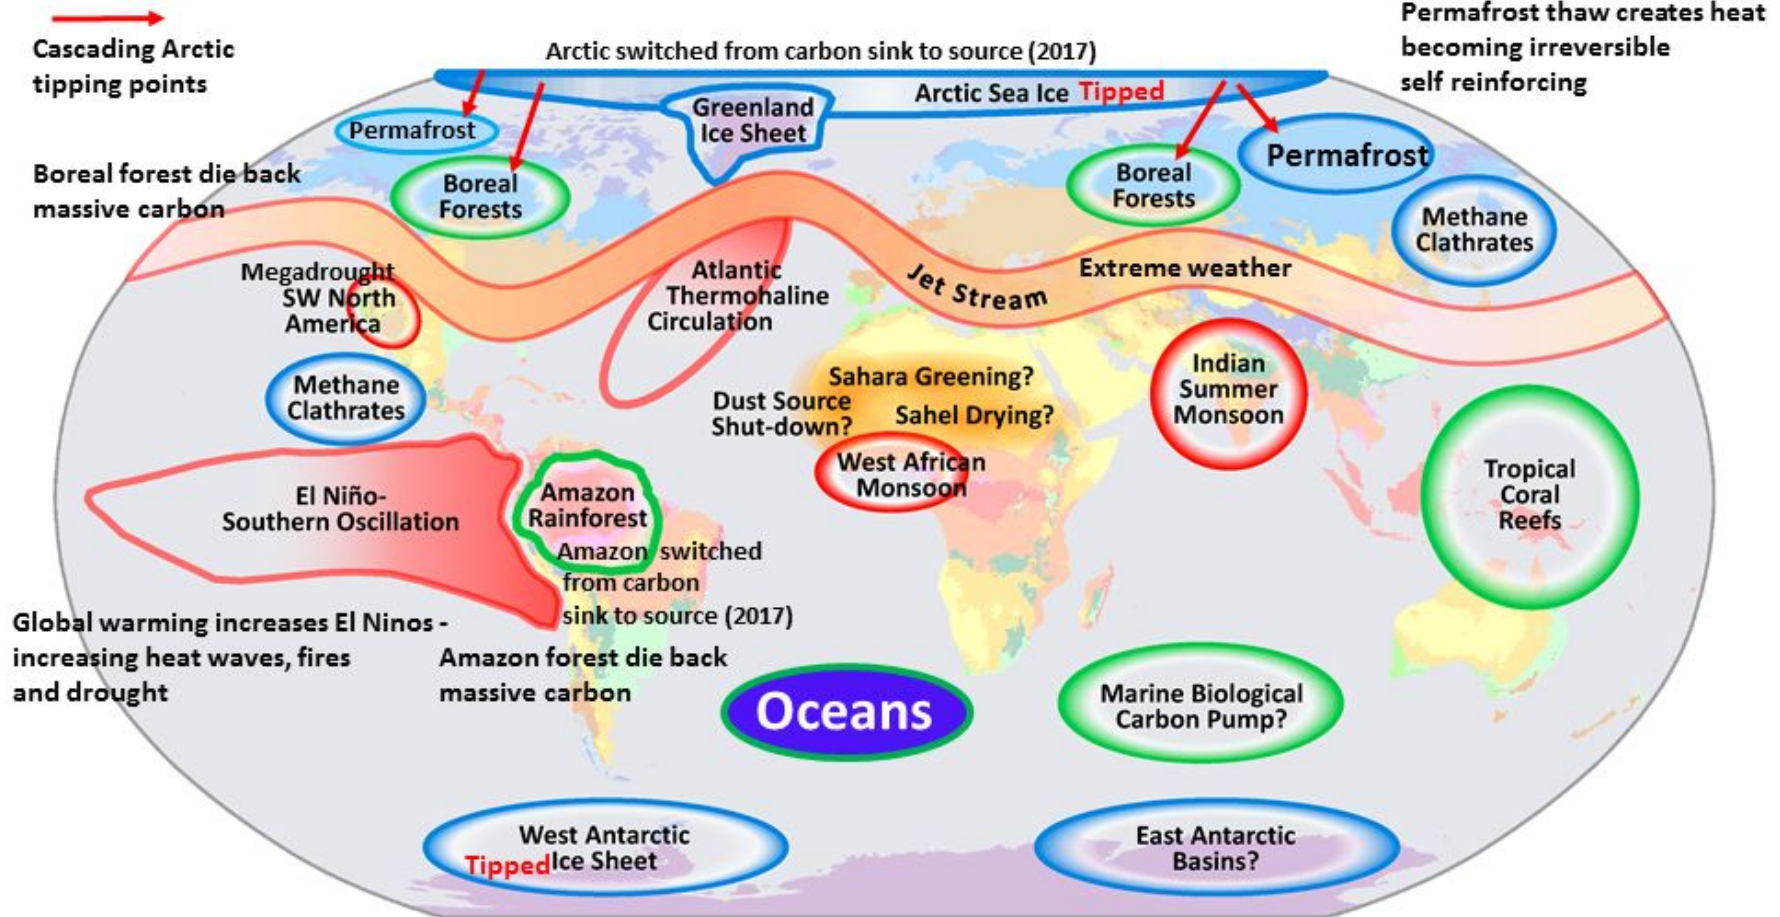 Cascading Arctic
tipping points
Arctic switched from carbon sink to source (2017)
Permafrost thaw creates heat
becoming irreversible
self reinforcing
Arctic Sea Ice Tipped
Greenland
Ice Sheet
Permafrost
Boreal
Forests
Permafrost
Boreal forest die back
massive carbon
Boreal
Forests
Methane
Clathrates
Megadrought
SW North
America
Atlantic
Thermohaline
Circulation
Jet Stream
Extreme weather
Methane
Clathrates
Sahara Greening?
Dust Source
Shut-down?
Sahel Drying?
Indian
Summer
Monsoon
West African
Monsoon
Tropical
Coral
Reefs
El Niño-
Southern Oscillation
Amazon
Rainforest
Amazon switched
from carbon
sink to source (2017)
Global warming increases El Ninos -
increasing heat waves, fires
and drought
Amazon forest die back
massive carbon
Oceans
Marine Biological
Carbon Pump?
West Antarctic
Tipped Ice Sheet
East Antarctic
Basins?